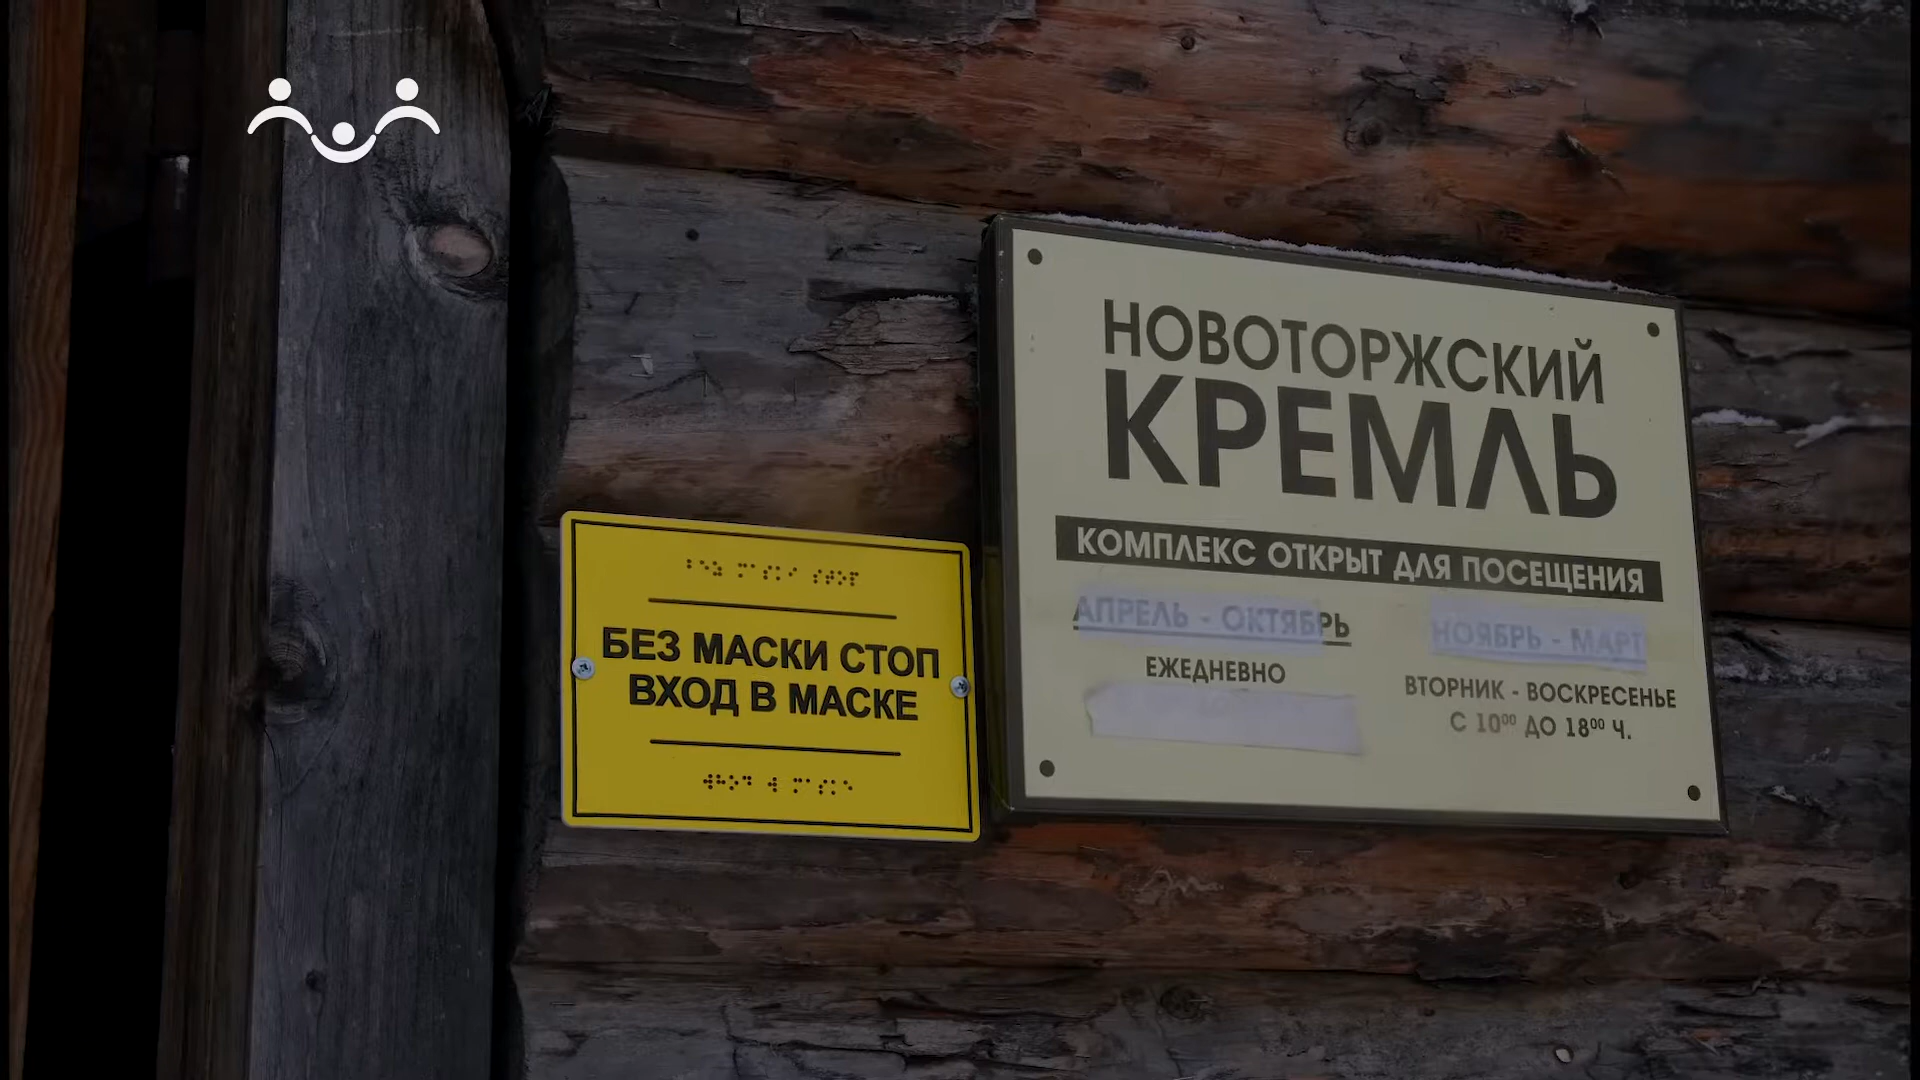 БЕЗ МАСКИ СТОП
ВХОД В МАСКЕ
НОВОТОРЖСКИЙ
КРЕМЛЬ
КОМПЛЕКС ОТКРЫТ ДЛЯ ПОСЕЩЕНИЯ
АПРЕЛЬ - ОКТЯБРЬ
ЕЖЕДНЕВНО
НОЯБРЬ - МАРТ
ВТОРНИК - ВОСКРЕСЕНЬЕ
С 10⁰⁰ ДО 18⁰⁰ Ч.